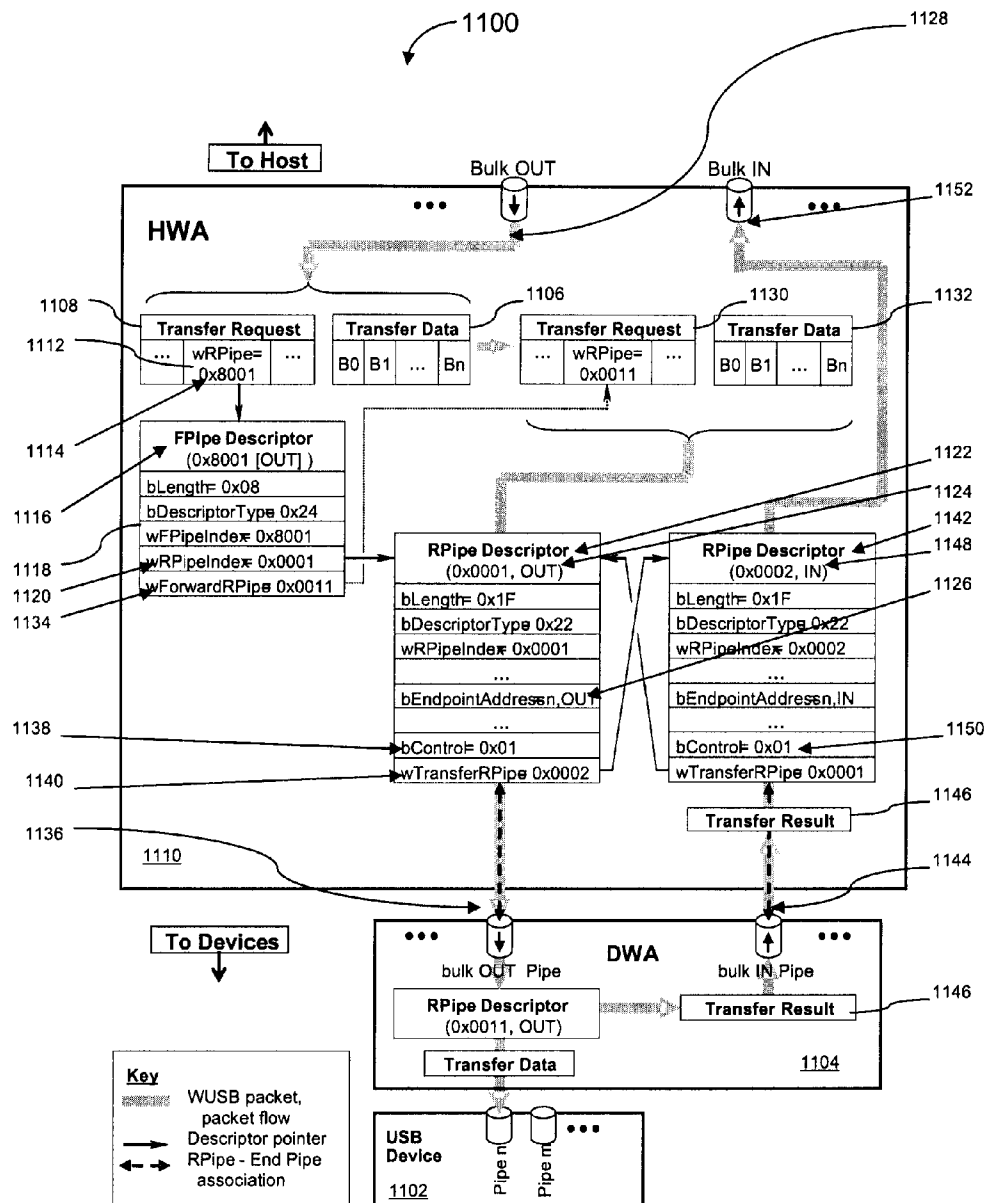 1100
1128
To Host
Bulk OUT
Bulk IN
1152
HWA
1108
1106
1130
1132
Transfer Request
... wRPipe= 0x8001 ...
Transfer Data
B0 B1 ... Bn
Transfer Request
... wRPipe= 0x0011 ...
Transfer Data
B0 B1 ... Bn
1112
1114
FPIpe Descriptor
(0x8001 [OUT] )
bLength= 0x08
bDescriptorType= 0x24
wFPipeIndex= 0x8001
wRPipeIndex= 0x0001
wForwardRPipe= 0x0011
1116
1118
1120
1134
1122
1124
1142
1148
1126
RPipe Descriptor
(0x0001, OUT)
bLength= 0x1F
bDescriptorType= 0x22
wRPipeIndex= 0x0001
...
bEndpointAddress=n,OUT
...
bControl= 0x01
wTransferRPipe= 0x0002
RPipe Descriptor
(0x0002, IN)
bLength= 0x1F
bDescriptorType= 0x22
wRPipeIndex= 0x0002
...
bEndpointAddress=n,IN
...
bControl= 0x01
wTransferRPipe= 0x0001
1138
1140
1136
1150
1146
Transfer Result
1144
1110
To Devices
DWA
bulk OUT Pipe
bulk IN Pipe
RPipe Descriptor
(0x0011, OUT)
Transfer Result
1146
Transfer Data
1104
Key
WUSB packet,
packet flow
Descriptor pointer
RPipe - End Pipe
association
USB
Device
1102
Pipe n
Pipe m